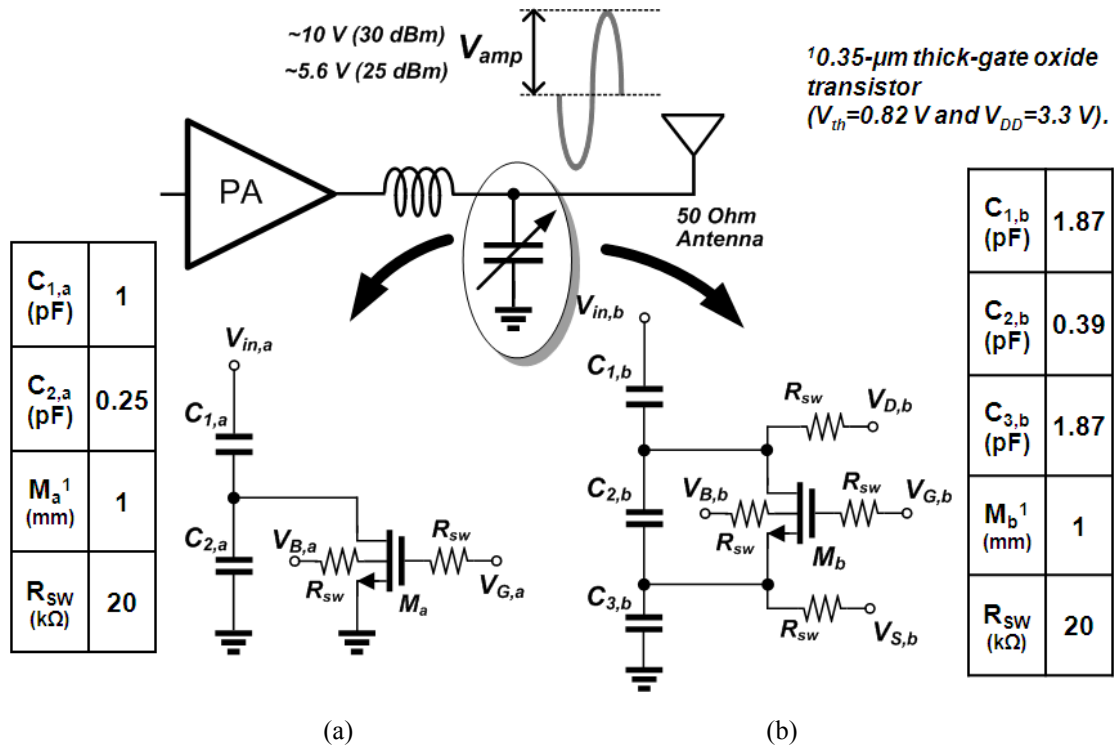 ~10 V (30 dBm)
~5.6 V (25 dBm)
Vamp
¹0.35-µm thick-gate oxide
transistor
(Vth=0.82 V and VDD=3.3 V).
PA
50 Ohm
Antenna
C1,a
(pF)
1
C2,a
(pF)
0.25
Ma¹
(mm)
1
RSW
(kΩ)
20
Vin,a
C1,a
C2,a
VB,a
Rsw
Rsw
Ma
VG,a
Vin,b
C1,b
Rsw
VD,b
C2,b
VB,b
Rsw
Rsw
VG,b
Mb
C3,b
Rsw
VS,b
C1,b
(pF)
1.87
C2,b
(pF)
0.39
C3,b
(pF)
1.87
Mb¹
(mm)
1
RSW
(kΩ)
20
(a)
(b)